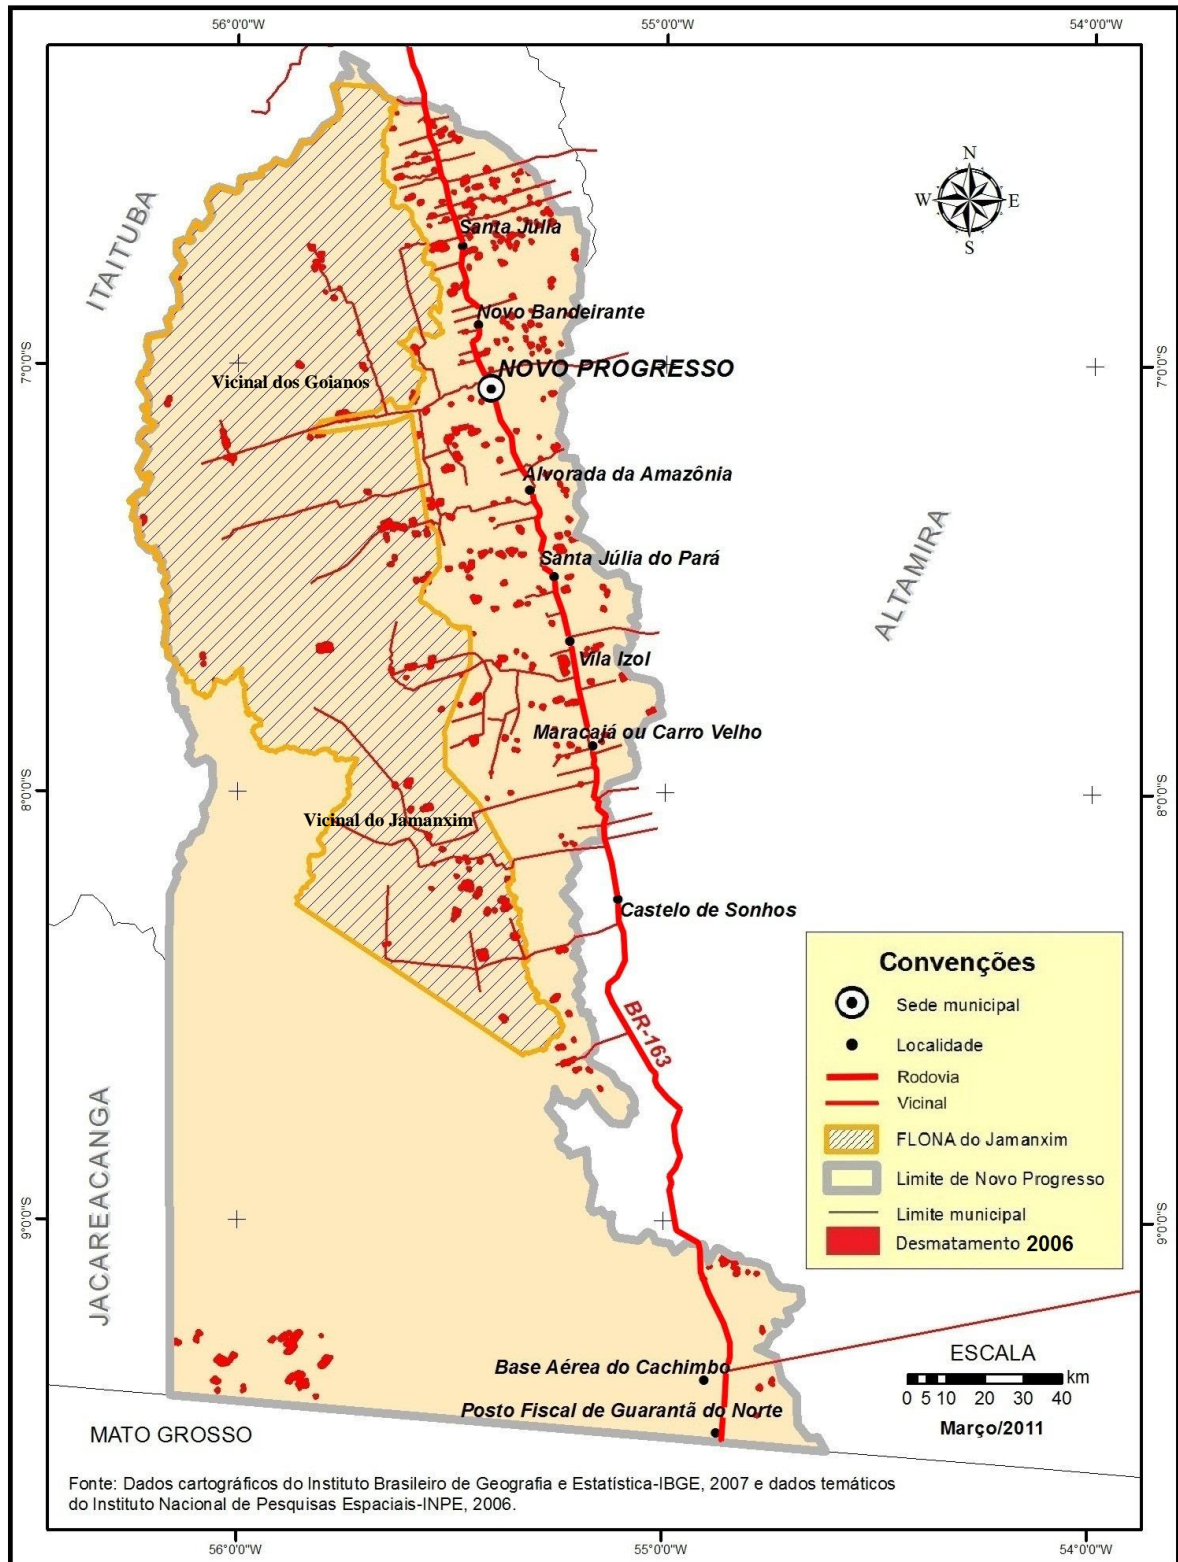 56°0'0"W
55°0'0"W
54°0'0"W
N
W
E
S
ITAITUBA
Santa Júlia
Novo Bandeirante
7°0'0"S
7°0'0"S
NOVO PROGRESSO
Vicinal dos Goianos
Alvorada da Amazônia
ALTAMIRA
Santa Júlia do Pará
Vila Izol
Maracajá ou Carro Velho
8°0'0"S
8°0'0"S
Vicinal do Jamanxim
Castelo de Sonhos
BR-163
Convenções
Sede municipal
Localidade
Rodovia
Vicinal
FLONA do Jamanxim
Limite de Novo Progresso
Limite municipal
Desmatamento 2006
JACAREACANGA
9°0'0"S
9°0'0"S
Base Aérea do Cachimbo
ESCALA
km
0 5 10 20 30 40
Março/2011
Posto Fiscal de Guarantã do Norte
MATO GROSSO
Fonte: Dados cartográficos do Instituto Brasileiro de Geografia e Estatística-IBGE, 2007 e dados temáticos
do Instituto Nacional de Pesquisas Espaciais-INPE, 2006.
56°0'0"W
55°0'0"W
54°0'0"W